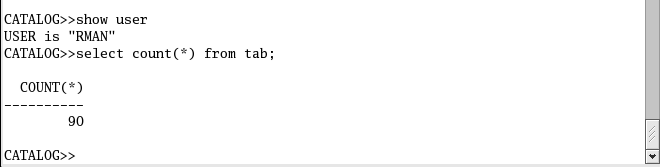 CATALOG>>show user
USER is "RMAN"
CATALOG>>select count(*) from tab;
COUNT(*)
----------
90
CATALOG>>